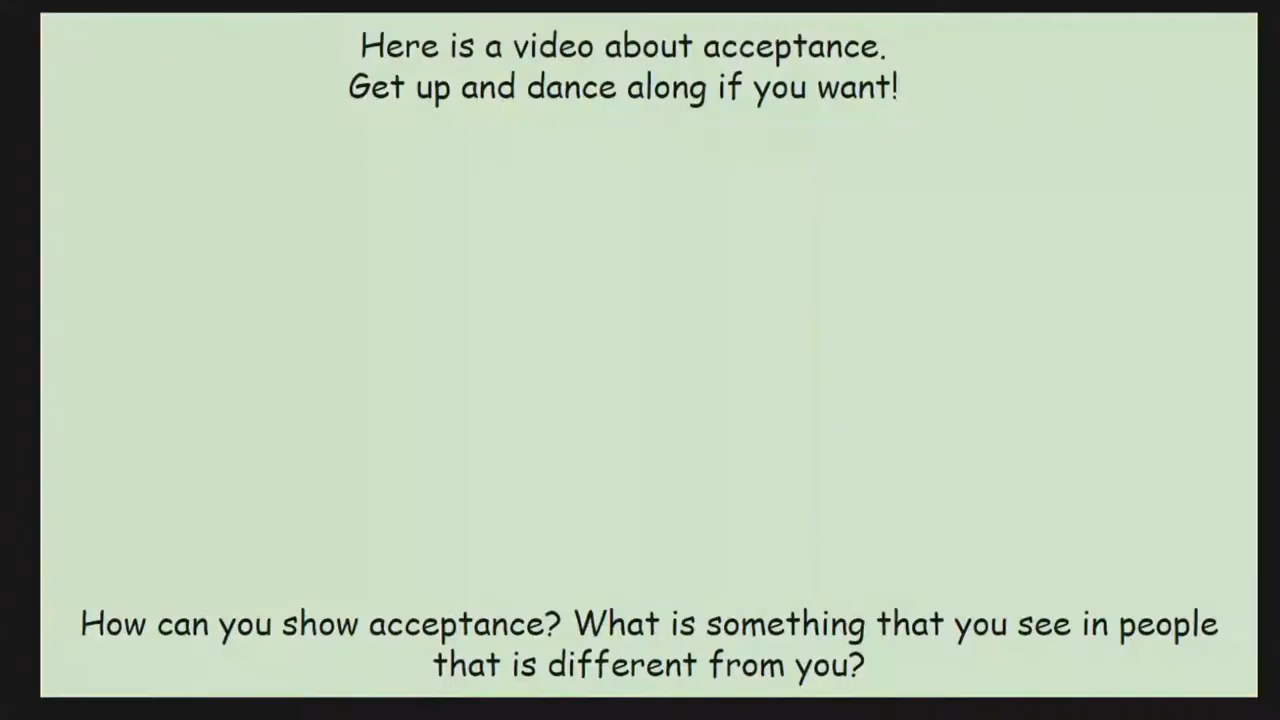 Here is a video about acceptance.
Get up and dance along if you want!
How can you show acceptance? What is something that you see in people
that is different from you?